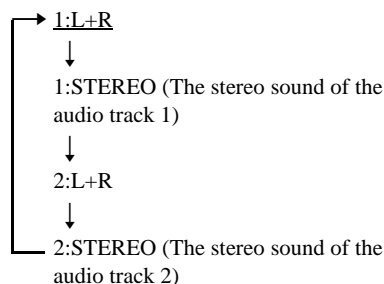 1:L+R
1:STEREO (The stereo sound of the
audio track 1)
2:L+R
2:STEREO (The stereo sound of the
audio track 2)